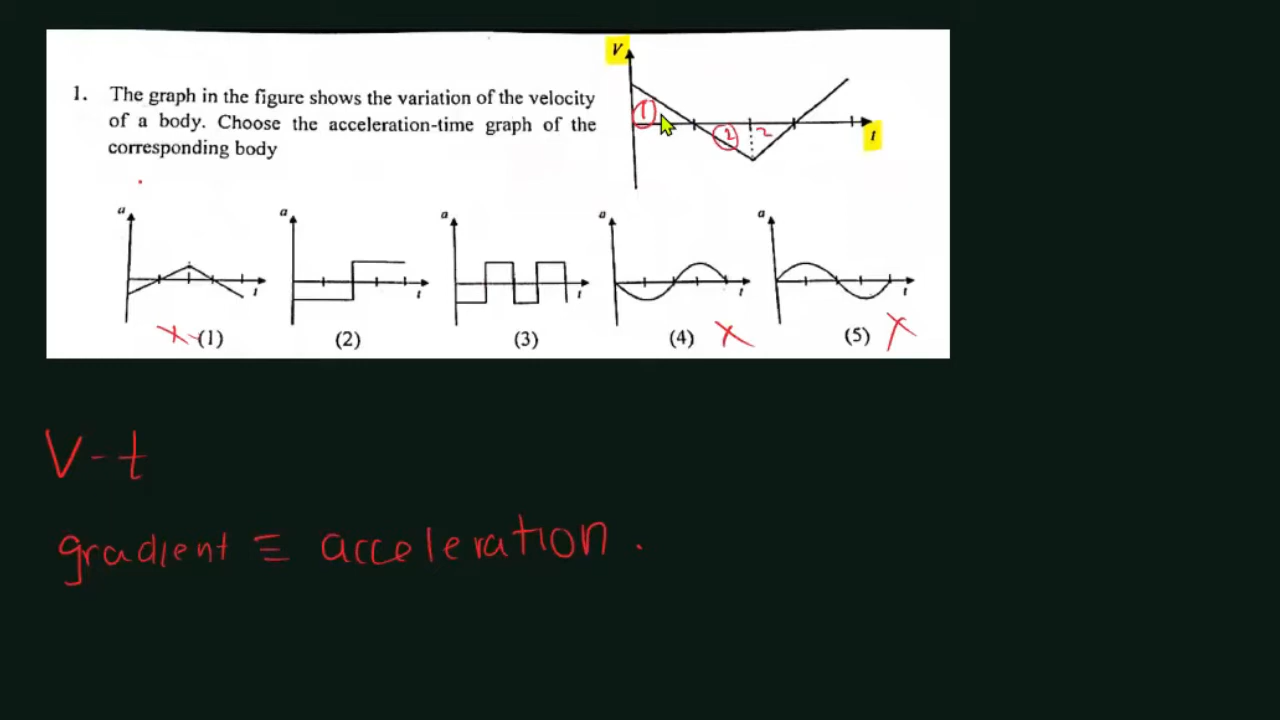 V
1. The graph in the figure shows the variation of the velocity
of a body. Choose the acceleration-time graph of the
corresponding body
1
2
2
t
a
a
a
a
a
t
t
t
t
t
X (1)
(2)
(3)
(4) X
(5) X
V-t
gradient ≡ acceleration.